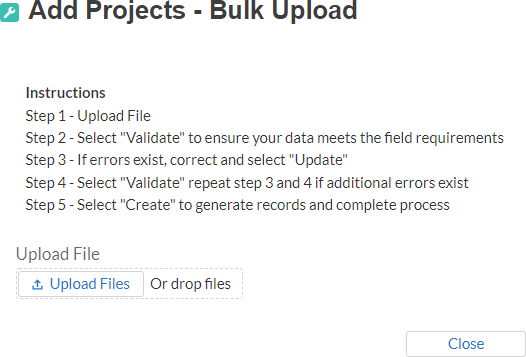 Add Projects - Bulk Upload
Instructions
Step 1 - Upload File
Step 2 - Select "Validate" to ensure your data meets the field requirements
Step 3 - If errors exist, correct and select "Update"
Step 4 - Select "Validate" repeat step 3 and 4 if additional errors exist
Step 5 - Select "Create" to generate records and complete process
Upload File
Upload Files Or drop files
Close